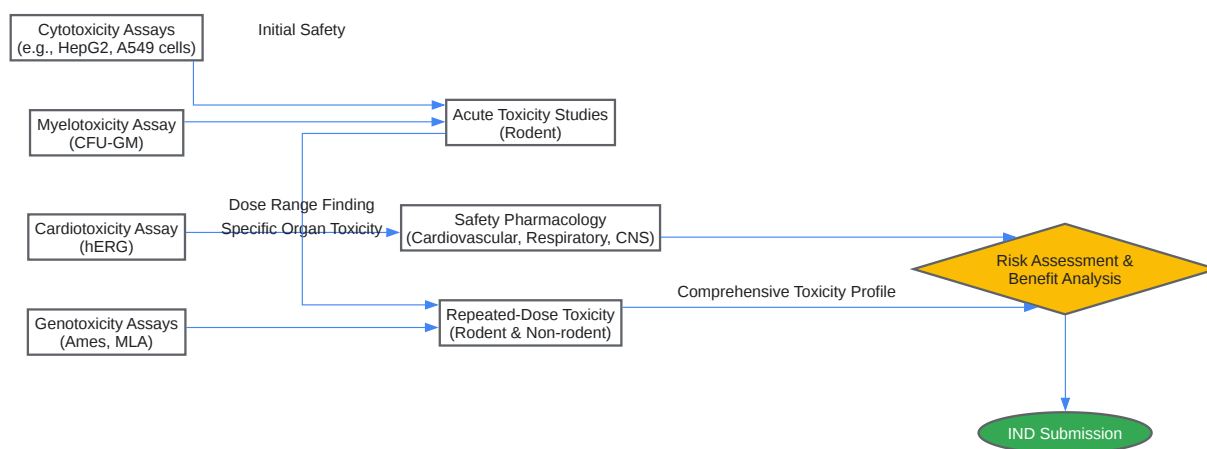 Cytotoxicity Assays
(e.g., HepG2, A549 cells)
Initial Safety
Myelotoxicity Assay
(CFU-GM)
Acute Toxicity Studies
(Rodent)
Dose Range Finding
Specific Organ Toxicity
Cardiotoxicity Assay
(hERG)
Safety Pharmacology
(Cardiovascular, Respiratory, CNS)
Risk Assessment &
Benefit Analysis
Comprehensive Toxicity Profile
Genotoxicity Assays
(Ames, MLA)
Repeated-Dose Toxicity
(Rodent & Non-rodent)
IND Submission